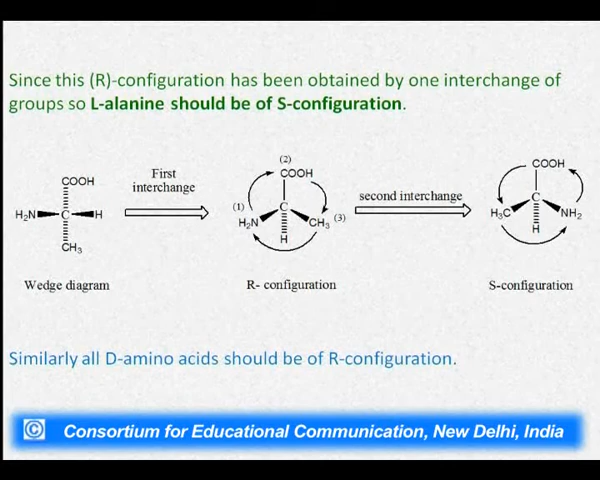 Since this (R)-configuration has been obtained by one interchange of
groups so L-alanine should be of S-configuration.
COOH
H₂N C H
CH₃
Wedge diagram
First
interchange
(2)
COOH
(1)
C
H₂N CH₃ (3)
H
R- configuration
second interchange
COOH
C
H₃C NH₂
H
S-configuration
Similarly all D-amino acids should be of R-configuration.
© Consortium for Educational Communication, New Delhi, India